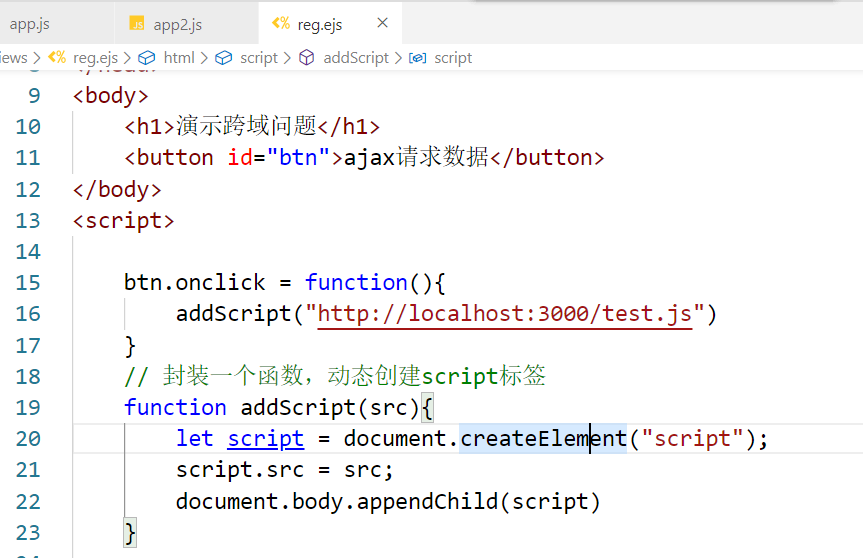 app.js
JS app2.js
<% reg.ejs ×
iews > <% reg.ejs > html > script > addScript > script
9 <body>
10 <h1>演示跨域问题</h1>
11 <button id="btn">ajax请求数据</button>
12 </body>
13 <script>
14
15 btn.onclick = function(){
16 addScript("http://localhost:3000/test.js")
17 }
18 // 封装一个函数，动态创建script标签
19 function addScript(src){
20 let script = document.createElement("script");
21 script.src = src;
22 document.body.appendChild(script)
23 }